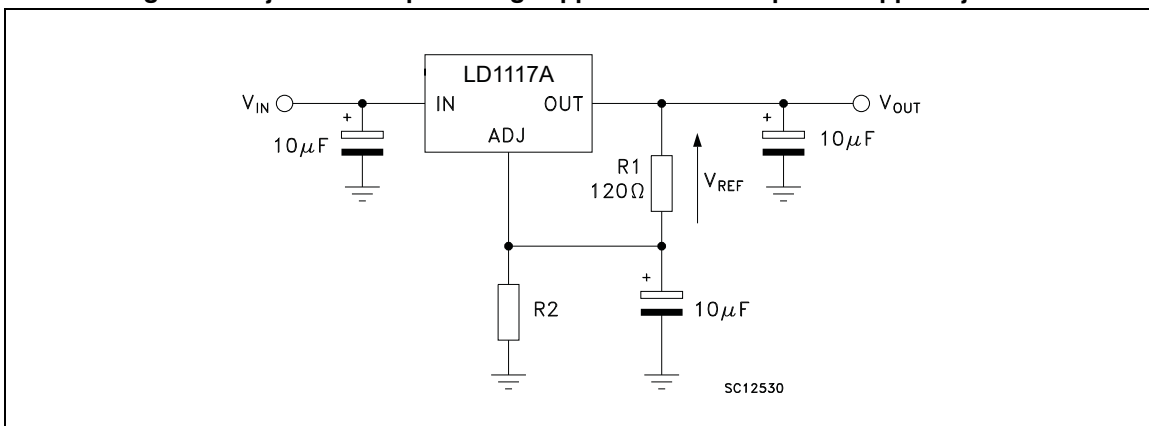 LD1117A
V_IN IN OUT V_OUT
ADJ
+
10μF
R1
120Ω
V_REF
+
10μF
R2
+
10μF
SC12530